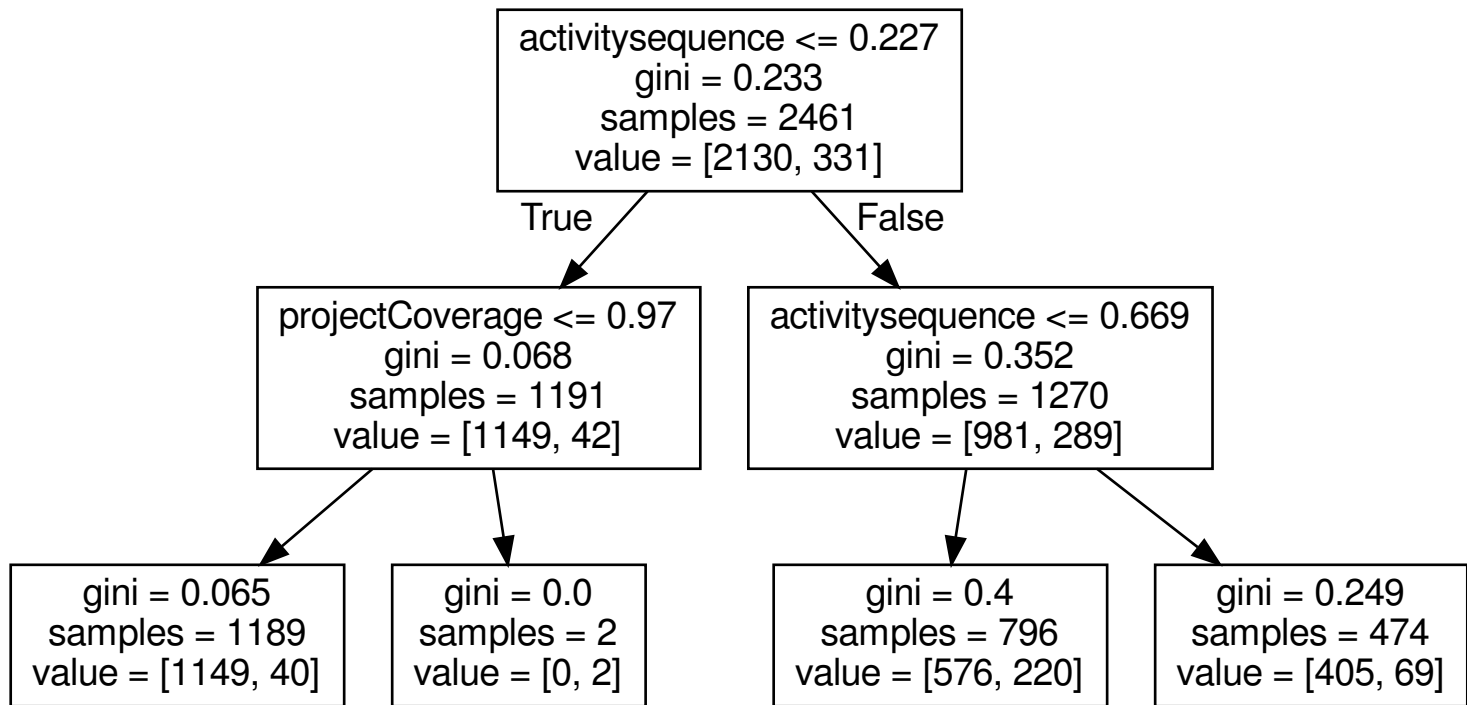 activitysequence <= 0.227
gini = 0.233
samples = 2461
value = [2130, 331]
True
False
projectCoverage <= 0.97
gini = 0.068
samples = 1191
value = [1149, 42]
activitysequence <= 0.669
gini = 0.352
samples = 1270
value = [981, 289]
gini = 0.065
samples = 1189
value = [1149, 40]
gini = 0.0
samples = 2
value = [0, 2]
gini = 0.4
samples = 796
value = [576, 220]
gini = 0.249
samples = 474
value = [405, 69]